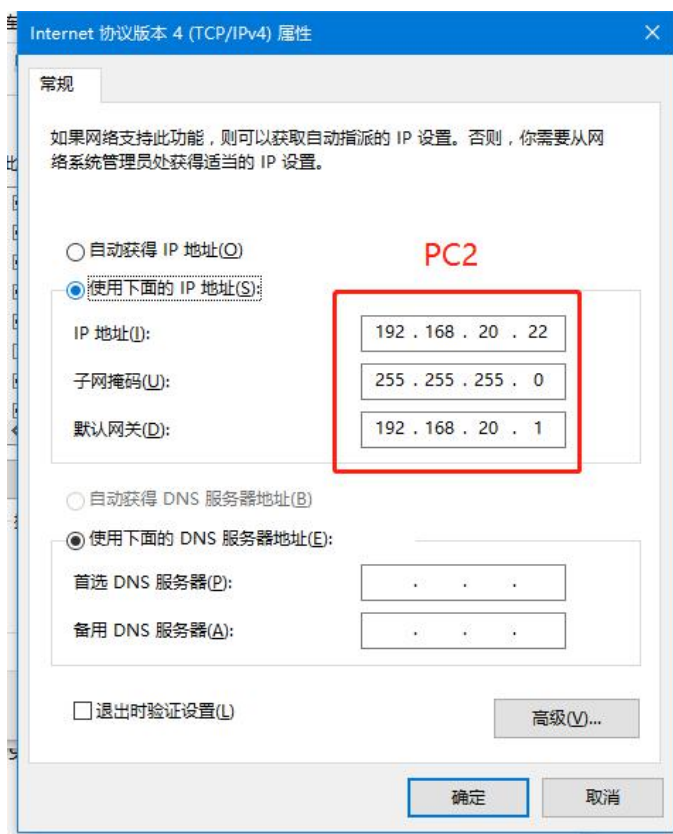 Internet 协议版本 4 (TCP/IPv4) 属性
常规
如果网络支持此功能，则可以获取自动指派的 IP 设置。否则，你需要从网
络系统管理员处获得适当的 IP 设置。
自动获得 IP 地址(O)
PC2
使用下面的 IP 地址(S):
IP 地址(I):
192 . 168 . 20 . 22
子网掩码(U):
255 . 255 . 255 . 0
默认网关(D):
192 . 168 . 20 . 1
自动获得 DNS 服务器地址(B)
使用下面的 DNS 服务器地址(E):
首选 DNS 服务器(P):
. . .
备用 DNS 服务器(A):
. . .
退出时验证设置(L)
高级(V)...
确定
取消